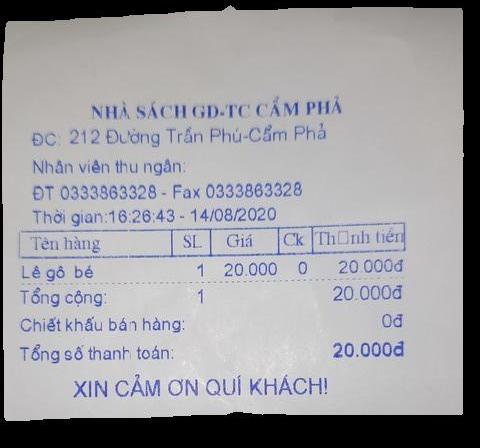 NHÀ SÁCH GD-TC CẨM PHẢ
ĐC: 212 Đường Trần Phú-Cẩm Phả
Nhân viên thu ngân:
ĐT 0333863328 - Fax 0333863328
Thời gian:16:26:43 - 14/08/2020
Tên hàng SL Giá Ck Th□nh tiền
Lê gô bé 1 20.000 0 20.000đ
Tổng cộng: 1 20.000đ
Chiết khấu bán hàng: 0đ
Tổng số thanh toán: 20.000đ
XIN CẢM ƠN QUÍ KHÁCH!